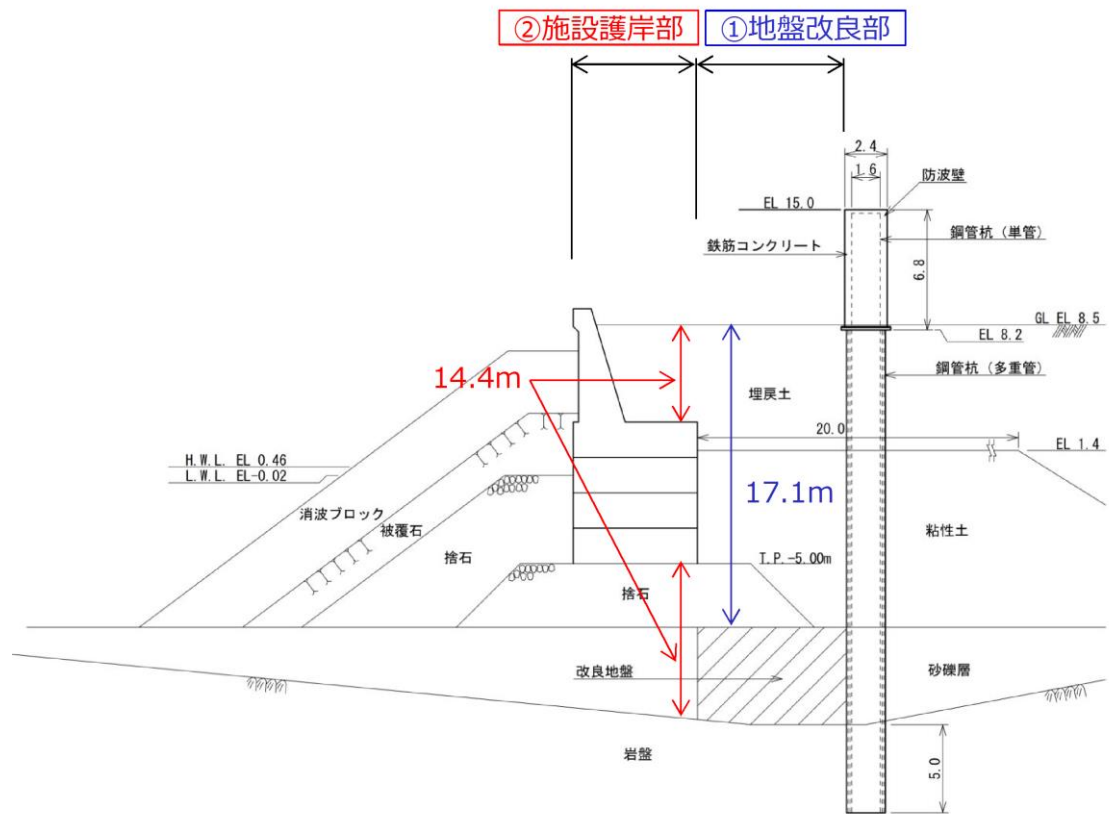 ②施設護岸部
①地盤改良部
2.4
1.6
防波壁
EL 15.0
鋼管杭（単管）
鉄筋コンクリート
6.8
GL EL 8.5
EL 8.2
14.4m
鋼管杭（多重管）
埋戻土
20.0
EL 1.4
H.W.L. EL 0.46
L.W.L. EL-0.02
17.1m
消波ブロック
被覆石
捨石
粘性土
T.P.-5.00m
捨石
改良地盤
砂礫層
岩盤
5.0